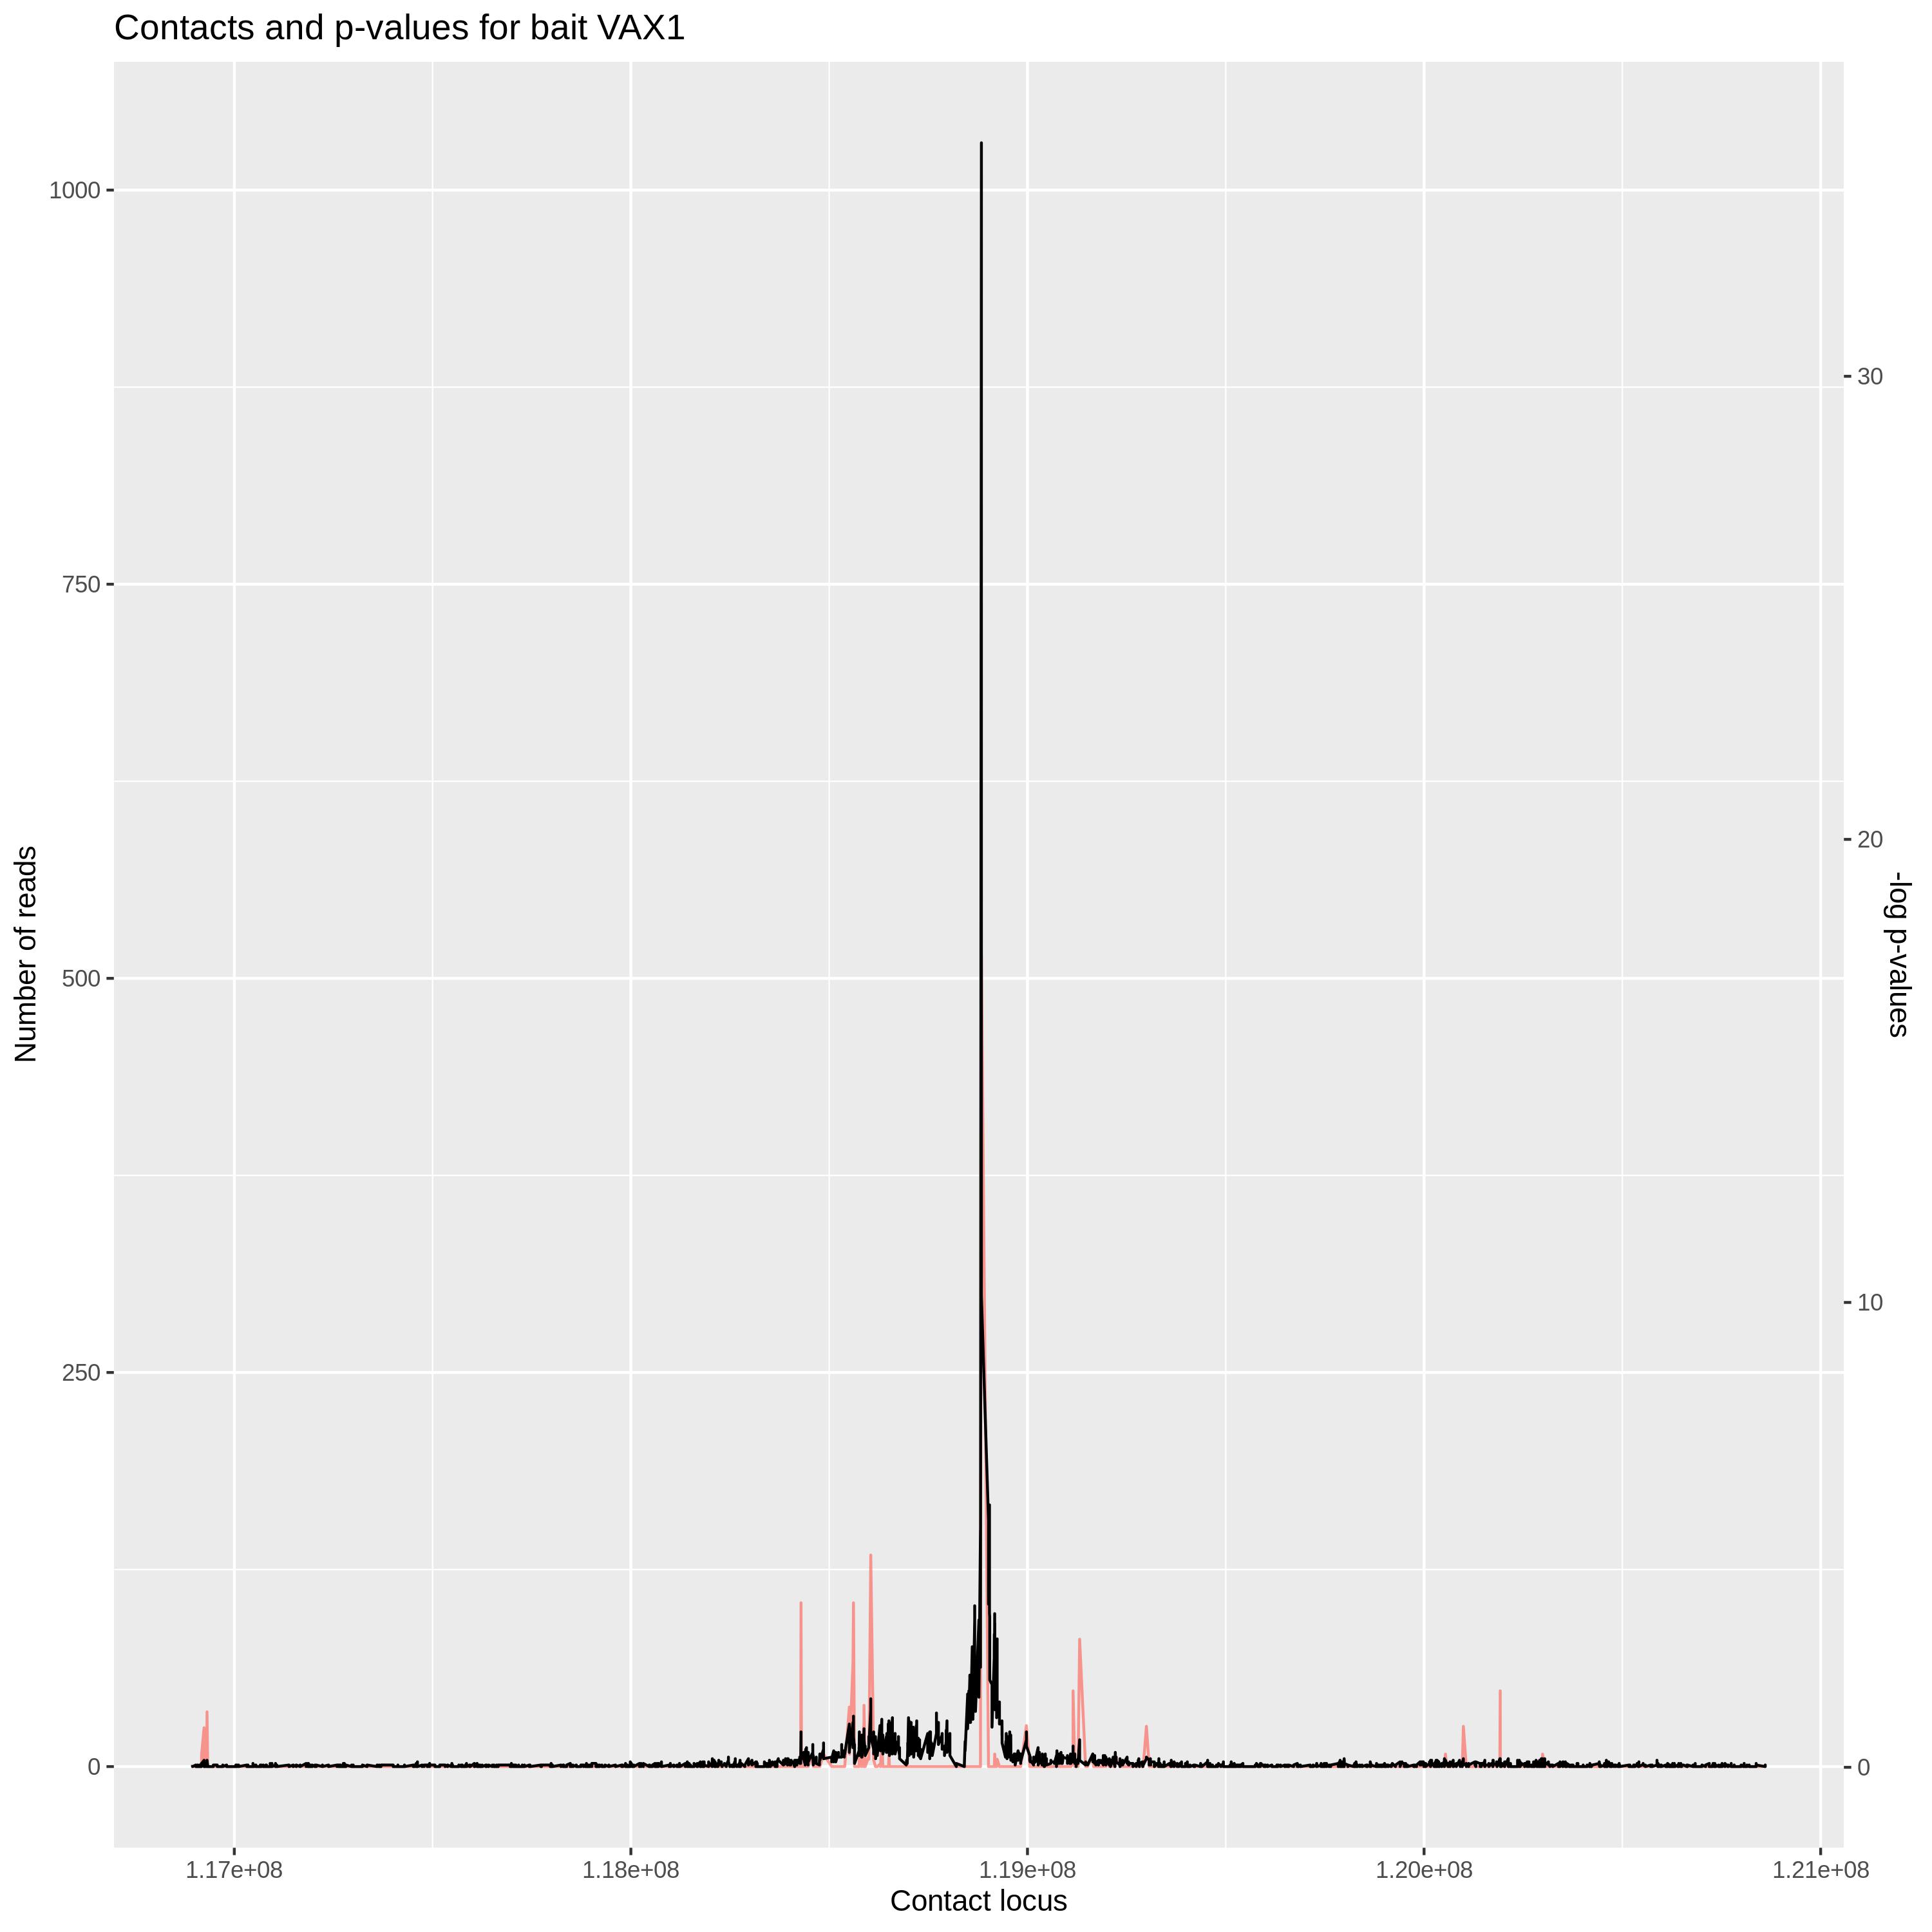 Contacts and p-values for bait VAX1
Number of reads
1000
750
500
250
0
30
20
10
0
-log p-values
1.17e+08
1.18e+08
1.19e+08
1.20e+08
1.21e+08
Contact locus